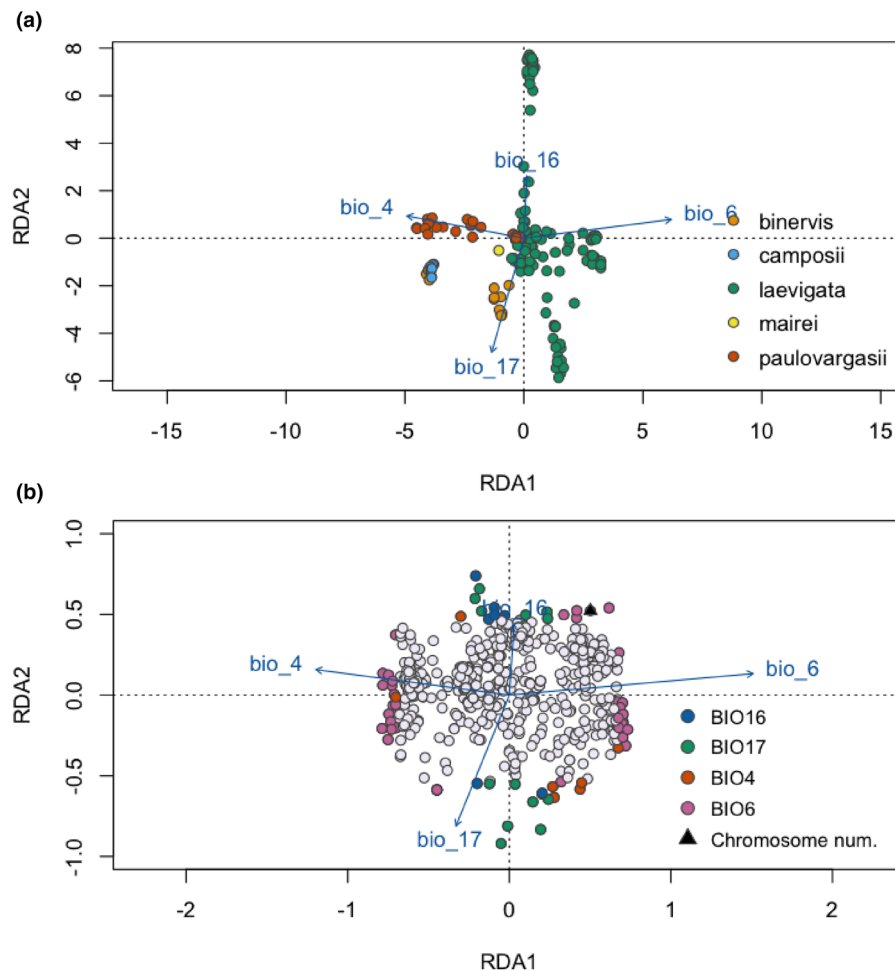 (a)
8
6
4
2
0
-2
-4
-6
RDA2
bio_16
bio_4
bio_6
bio_17
binervis
camposii
laevigata
mairei
paulovargasii
-15
-10
-5
0
5
10
15
RDA1
(b)
1.0
0.5
0.0
-0.5
-1.0
RDA2
bio_16
bio_4
bio_6
bio_17
BIO16
BIO17
BIO4
BIO6
Chromosome num.
-2
-1
0
1
2
RDA1